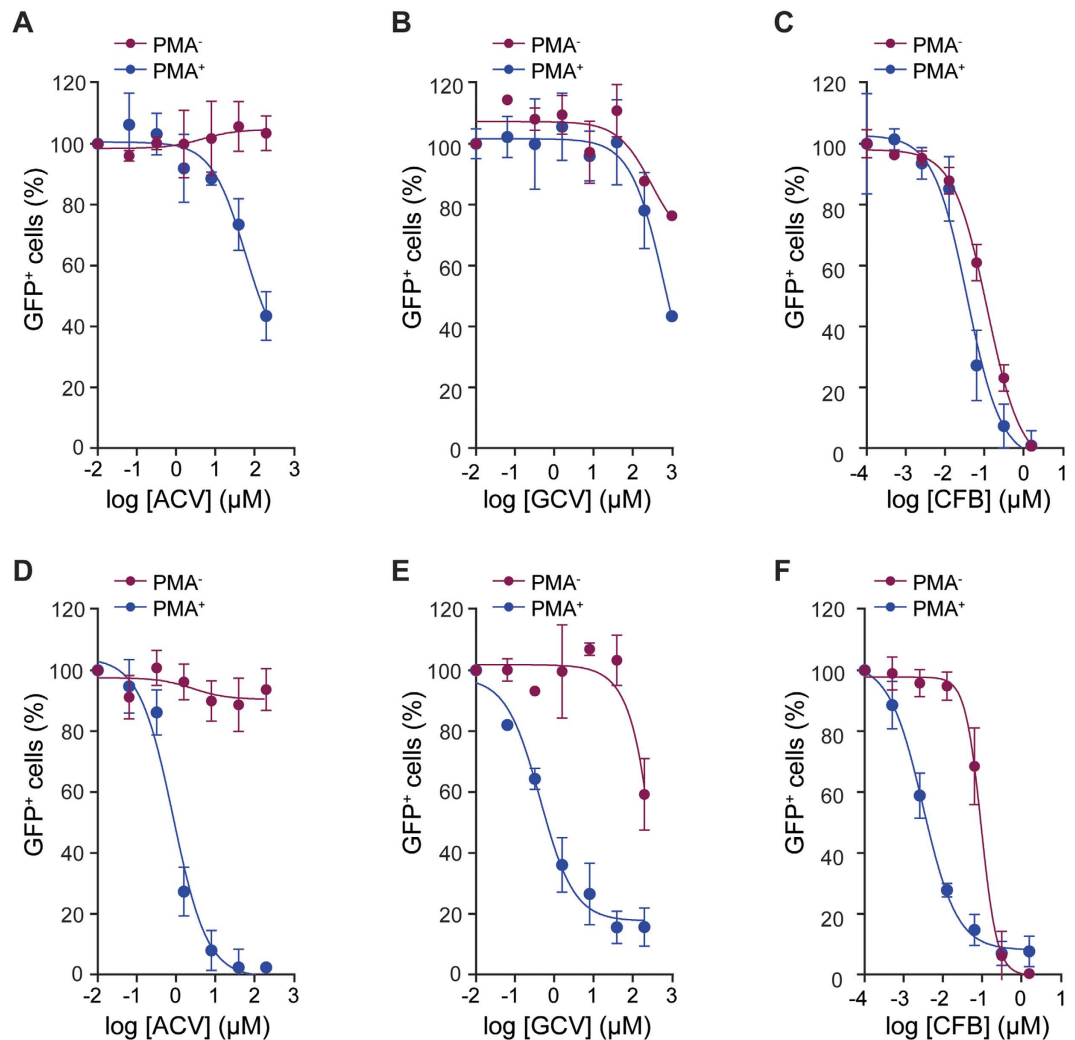 A
PMA⁻
PMA⁺
120
100
80
60
40
20
0
GFP⁺ cells (%)
-2 -1 0 1 2 3
log [ACV] (µM)
B
PMA⁻
PMA⁺
120
100
80
60
40
20
0
GFP⁺ cells (%)
-2 -1 0 1 2 3
log [GCV] (µM)
C
PMA⁻
PMA⁺
120
100
80
60
40
20
0
GFP⁺ cells (%)
-4 -3 -2 -1 0 1
log [CFB] (µM)
D
PMA⁻
PMA⁺
120
100
80
60
40
20
0
GFP⁺ cells (%)
-2 -1 0 1 2 3
log [ACV] (µM)
E
PMA⁻
PMA⁺
120
100
80
60
40
20
0
GFP⁺ cells (%)
-2 -1 0 1 2 3
log [GCV] (µM)
F
PMA⁻
PMA⁺
120
100
80
60
40
20
0
GFP⁺ cells (%)
-4 -3 -2 -1 0 1
log [CFB] (µM)